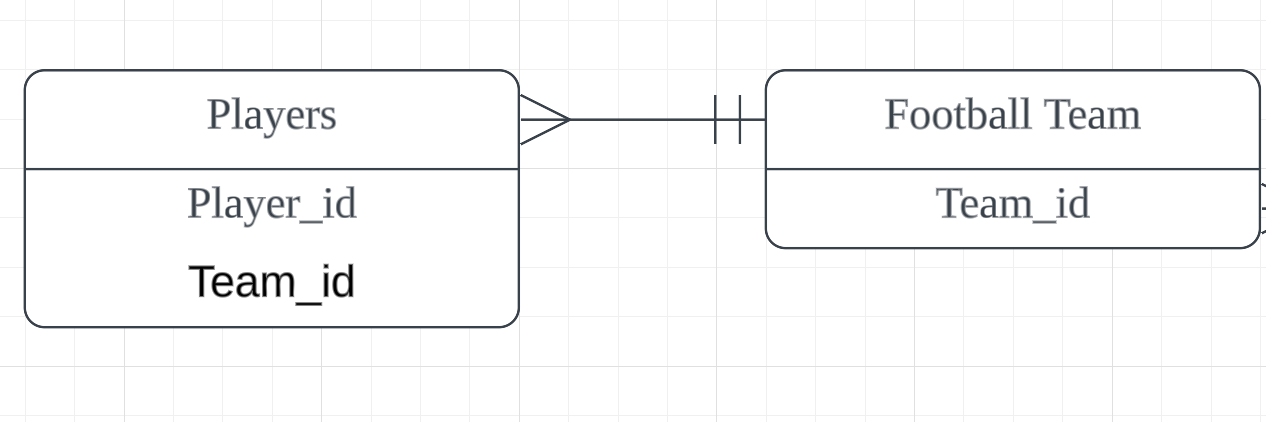 Players
Player_id
Team_id
Football Team
Team_id